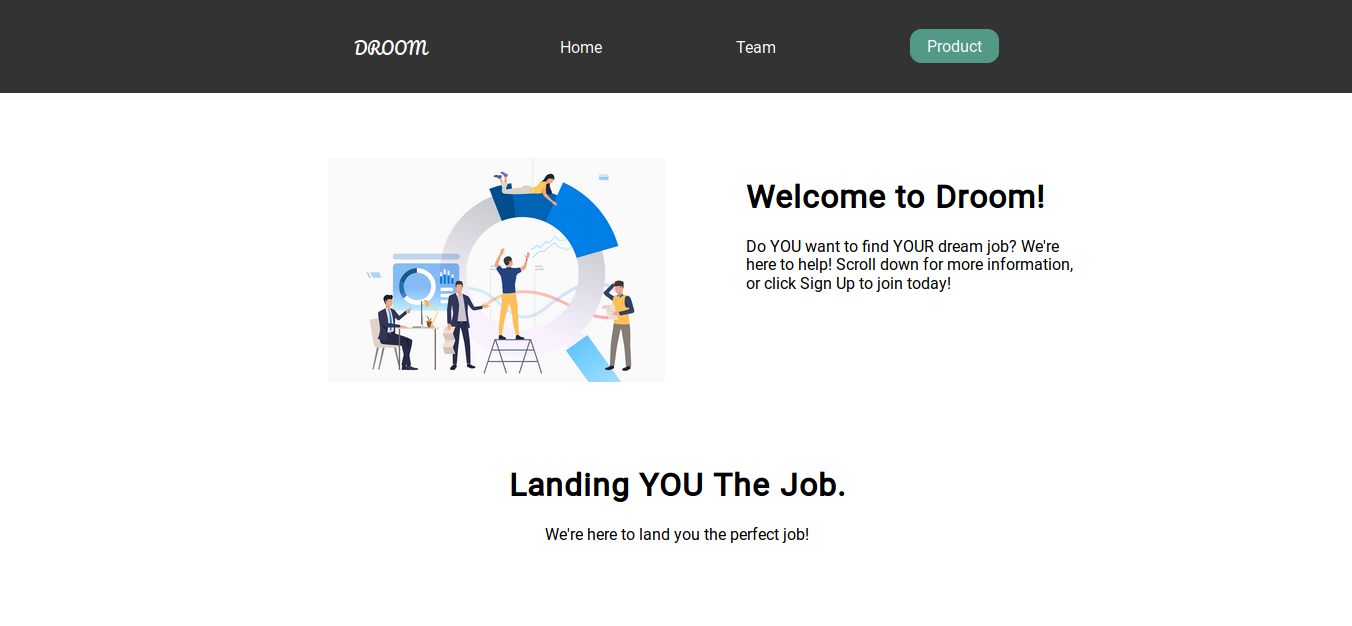 DROOM Home Team Product
Welcome to Droom!
Do YOU want to find YOUR dream job? We're
here to help! Scroll down for more information,
or click Sign Up to join today!
Landing YOU The Job.
We're here to land you the perfect job!